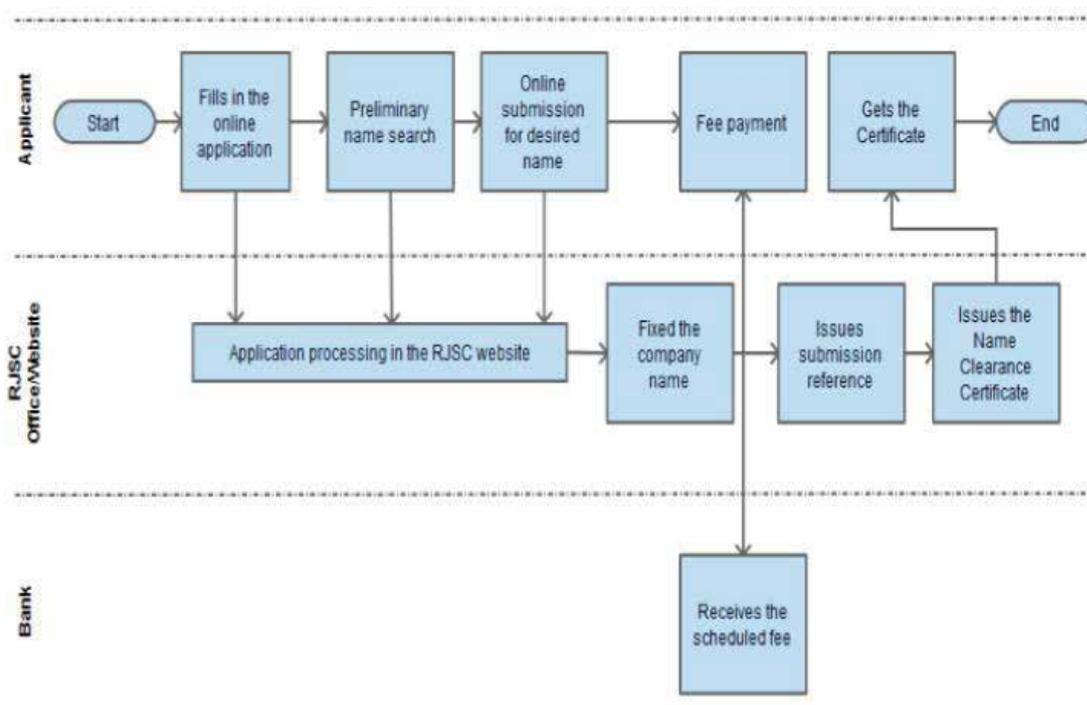 Applicant
Start
Fills in the
online
application
Preliminary
name search
Online
submission
for desired
name
Fee payment
Gets the
Certificate
End
RJSC
Office/Website
Application processing in the RJSC website
Fixed the
company
name
Issues
submission
reference
Issues the
Name
Clearance
Certificate
Bank
Receives the
scheduled fee